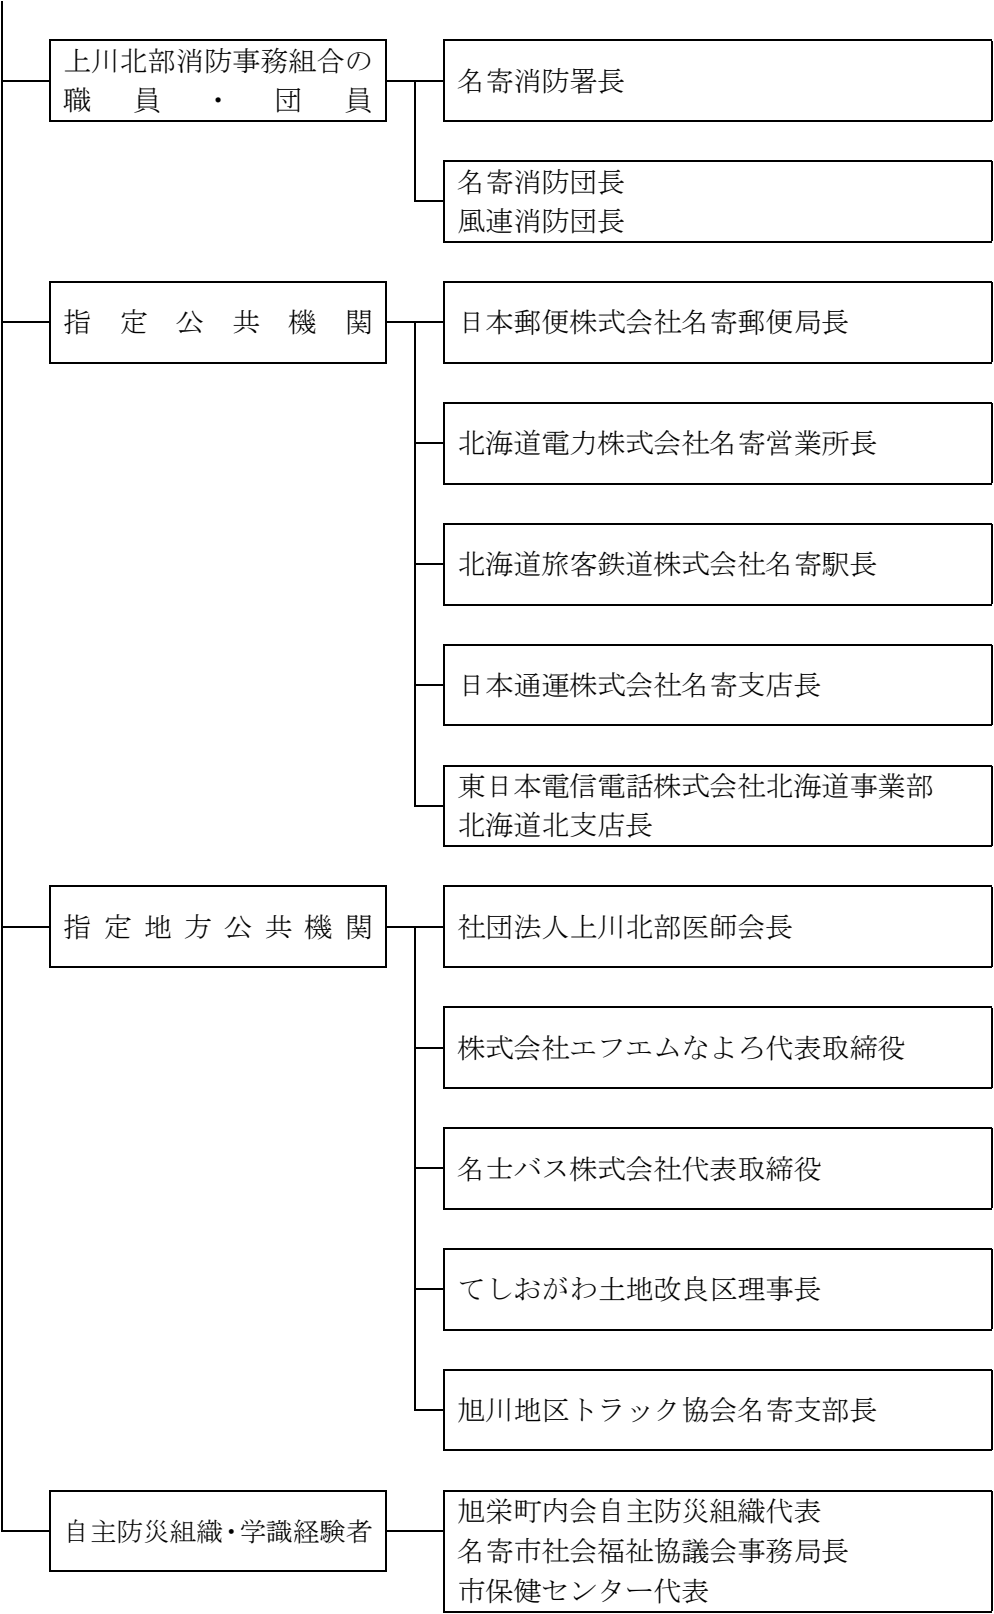 上川北部消防事務組合の
職員・団員
名寄消防署長
名寄消防団長
風連消防団長
指定公共機関
日本郵便株式会社名寄郵便局長
北海道電力株式会社名寄営業所長
北海道旅客鉄道株式会社名寄駅長
日本通運株式会社名寄支店長
東日本電信電話株式会社北海道事業部
北海道北支店長
指定地方公共機関
社団法人上川北部医師会長
株式会社エフエムなよろ代表取締役
名士バス株式会社代表取締役
てしおがわ土地改良区理事長
旭川地区トラック協会名寄支部長
自主防災組織・学識経験者
旭栄町内会自主防災組織代表
名寄市社会福祉協議会事務局長
市保健センター代表